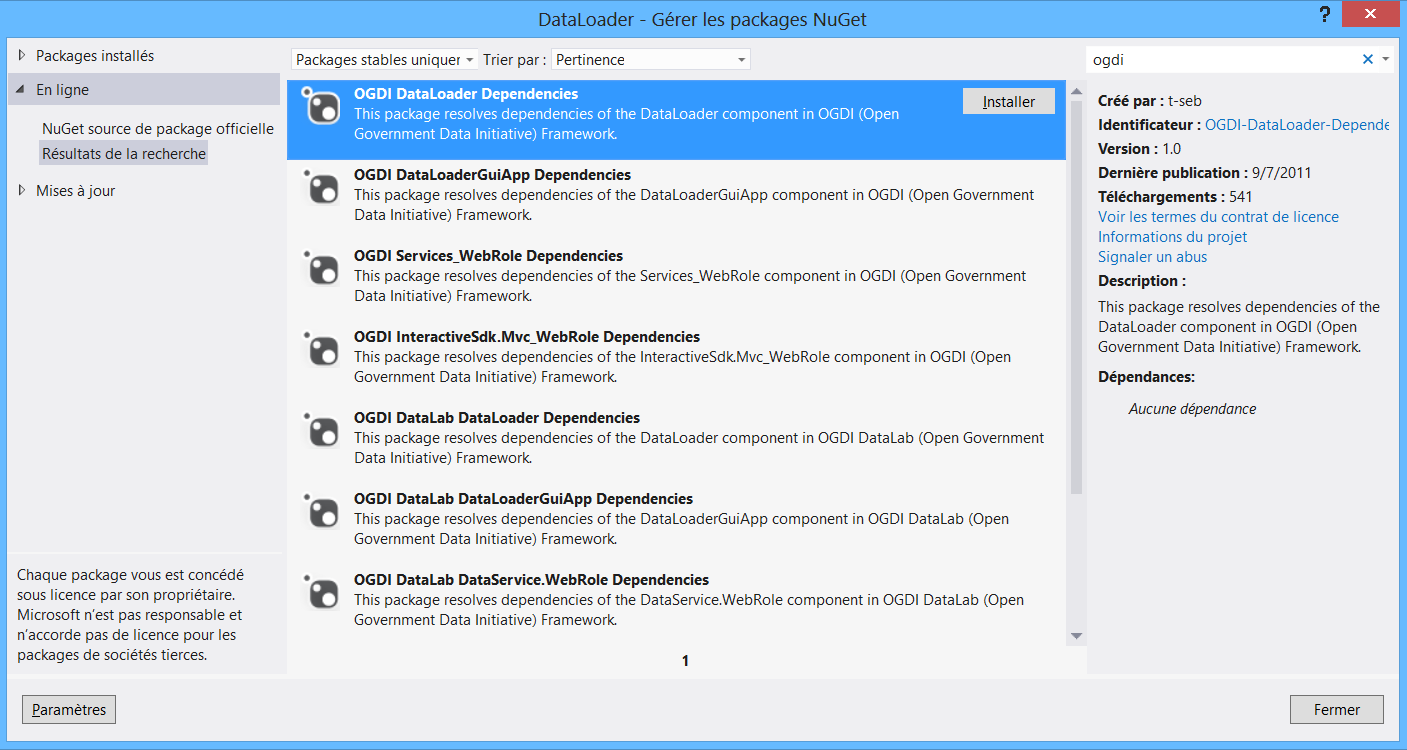 DataLoader - Gérer les packages NuGet
?
Packages installés
En ligne
NuGet source de package officielle
Résultats de la recherche
Mises à jour
Chaque package vous est concédé
sous licence par son propriétaire.
Microsoft n'est pas responsable et
n'accorde pas de licence pour les
packages de sociétés tierces.
Packages stables uniquer
Trier par :
Pertinence
OGDI DataLoader Dependencies
This package resolves dependencies of the DataLoader component in OGDI (Open
Government Data Initiative) Framework.
Installer
OGDI DataLoaderGuiApp Dependencies
This package resolves dependencies of the DataLoaderGuiApp component in OGDI (Open Government
Data Initiative) Framework.
OGDI Services_WebRole Dependencies
This package resolves dependencies of the Services_WebRole component in OGDI (Open Government
Data Initiative) Framework.
OGDI InteractiveSdk.Mvc_WebRole Dependencies
This package resolves dependencies of the InteractiveSdk.Mvc_WebRole component in OGDI (Open
Government Data Initiative) Framework.
OGDI DataLab DataLoader Dependencies
This package resolves dependencies of the DataLoader component in OGDI DataLab (Open Government
Data Initiative) Framework.
OGDI DataLab DataLoaderGuiApp Dependencies
This package resolves dependencies of the DataLoaderGuiApp component in OGDI DataLab (Open
Government Data Initiative) Framework.
OGDI DataLab DataService.WebRole Dependencies
This package resolves dependencies of the DataService.WebRole component in OGDI DataLab (Open
Government Data Initiative) Framework.
1
ogdi
Créé par : t-seb
Identificateur : OGDI-DataLoader-Depende
Version : 1.0
Dernière publication : 9/7/2011
Téléchargements : 541
Voir les termes du contrat de licence
Informations du projet
Signaler un abus
Description :
This package resolves dependencies of the
DataLoader component in OGDI (Open
Government Data Initiative) Framework.
Dépendances:
Aucune dépendance
Paramètres
Fermer